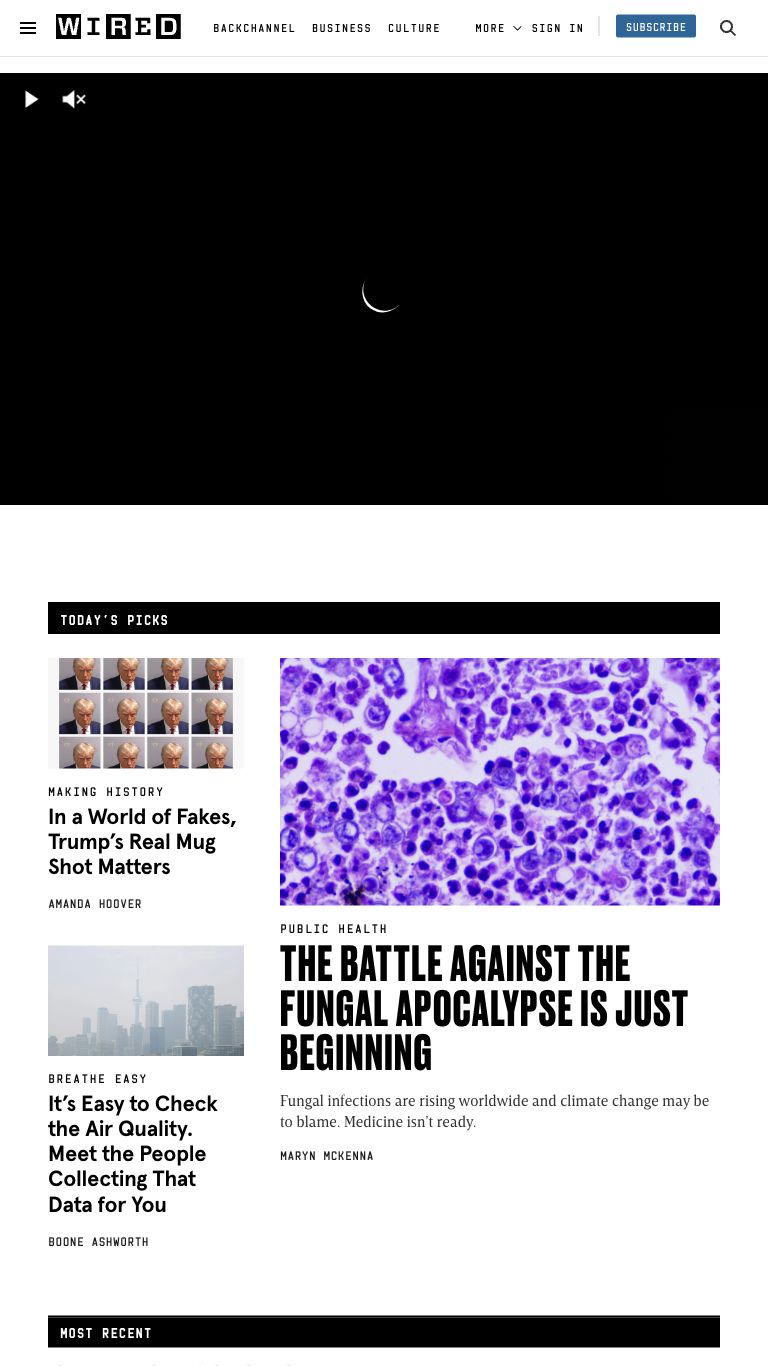 WIRED
BACKCHANNEL BUSINESS CULTURE MORE SIGN IN SUBSCRIBE
TODAY'S PICKS
MAKING HISTORY
In a World of Fakes,
Trump's Real Mug
Shot Matters
AMANDA HOOVER
BREATHE EASY
It's Easy to Check
the Air Quality.
Meet the People
Collecting That
Data for You
BOONE ASHWORTH
PUBLIC HEALTH
THE BATTLE AGAINST THE
FUNGAL APOCALYPSE IS JUST
BEGINNING
Fungal infections are rising worldwide and climate change may be
to blame. Medicine isn't ready.
MARYN MCKENNA
MOST RECENT